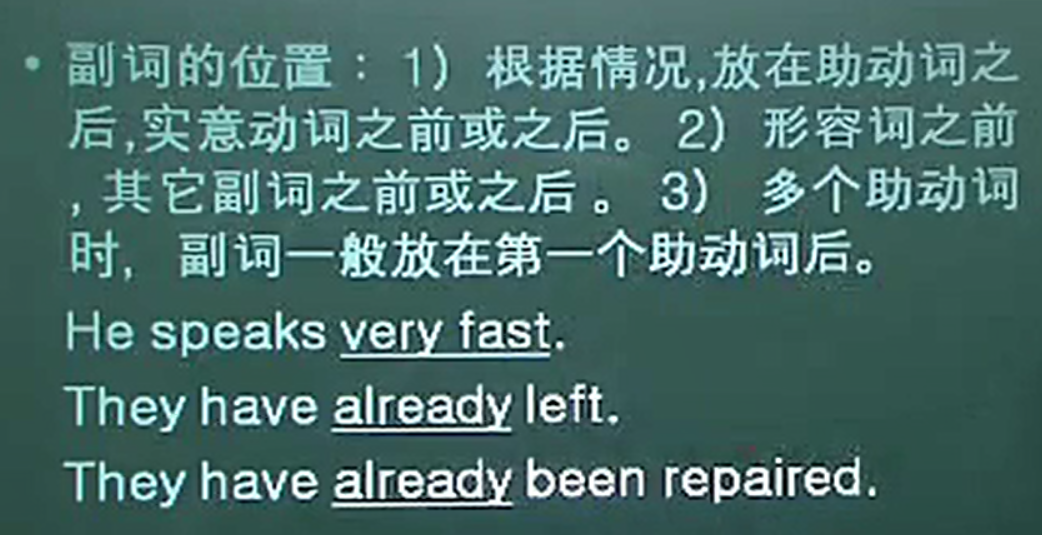 • 副词的位置：1） 根据情况,放在助动词之
后,实意动词之前或之后。 2） 形容词之前
, 其它副词之前或之后 。 3） 多个助动词
时， 副词一般放在第一个助动词后。
He speaks very fast.
They have already left.
They have already been repaired.